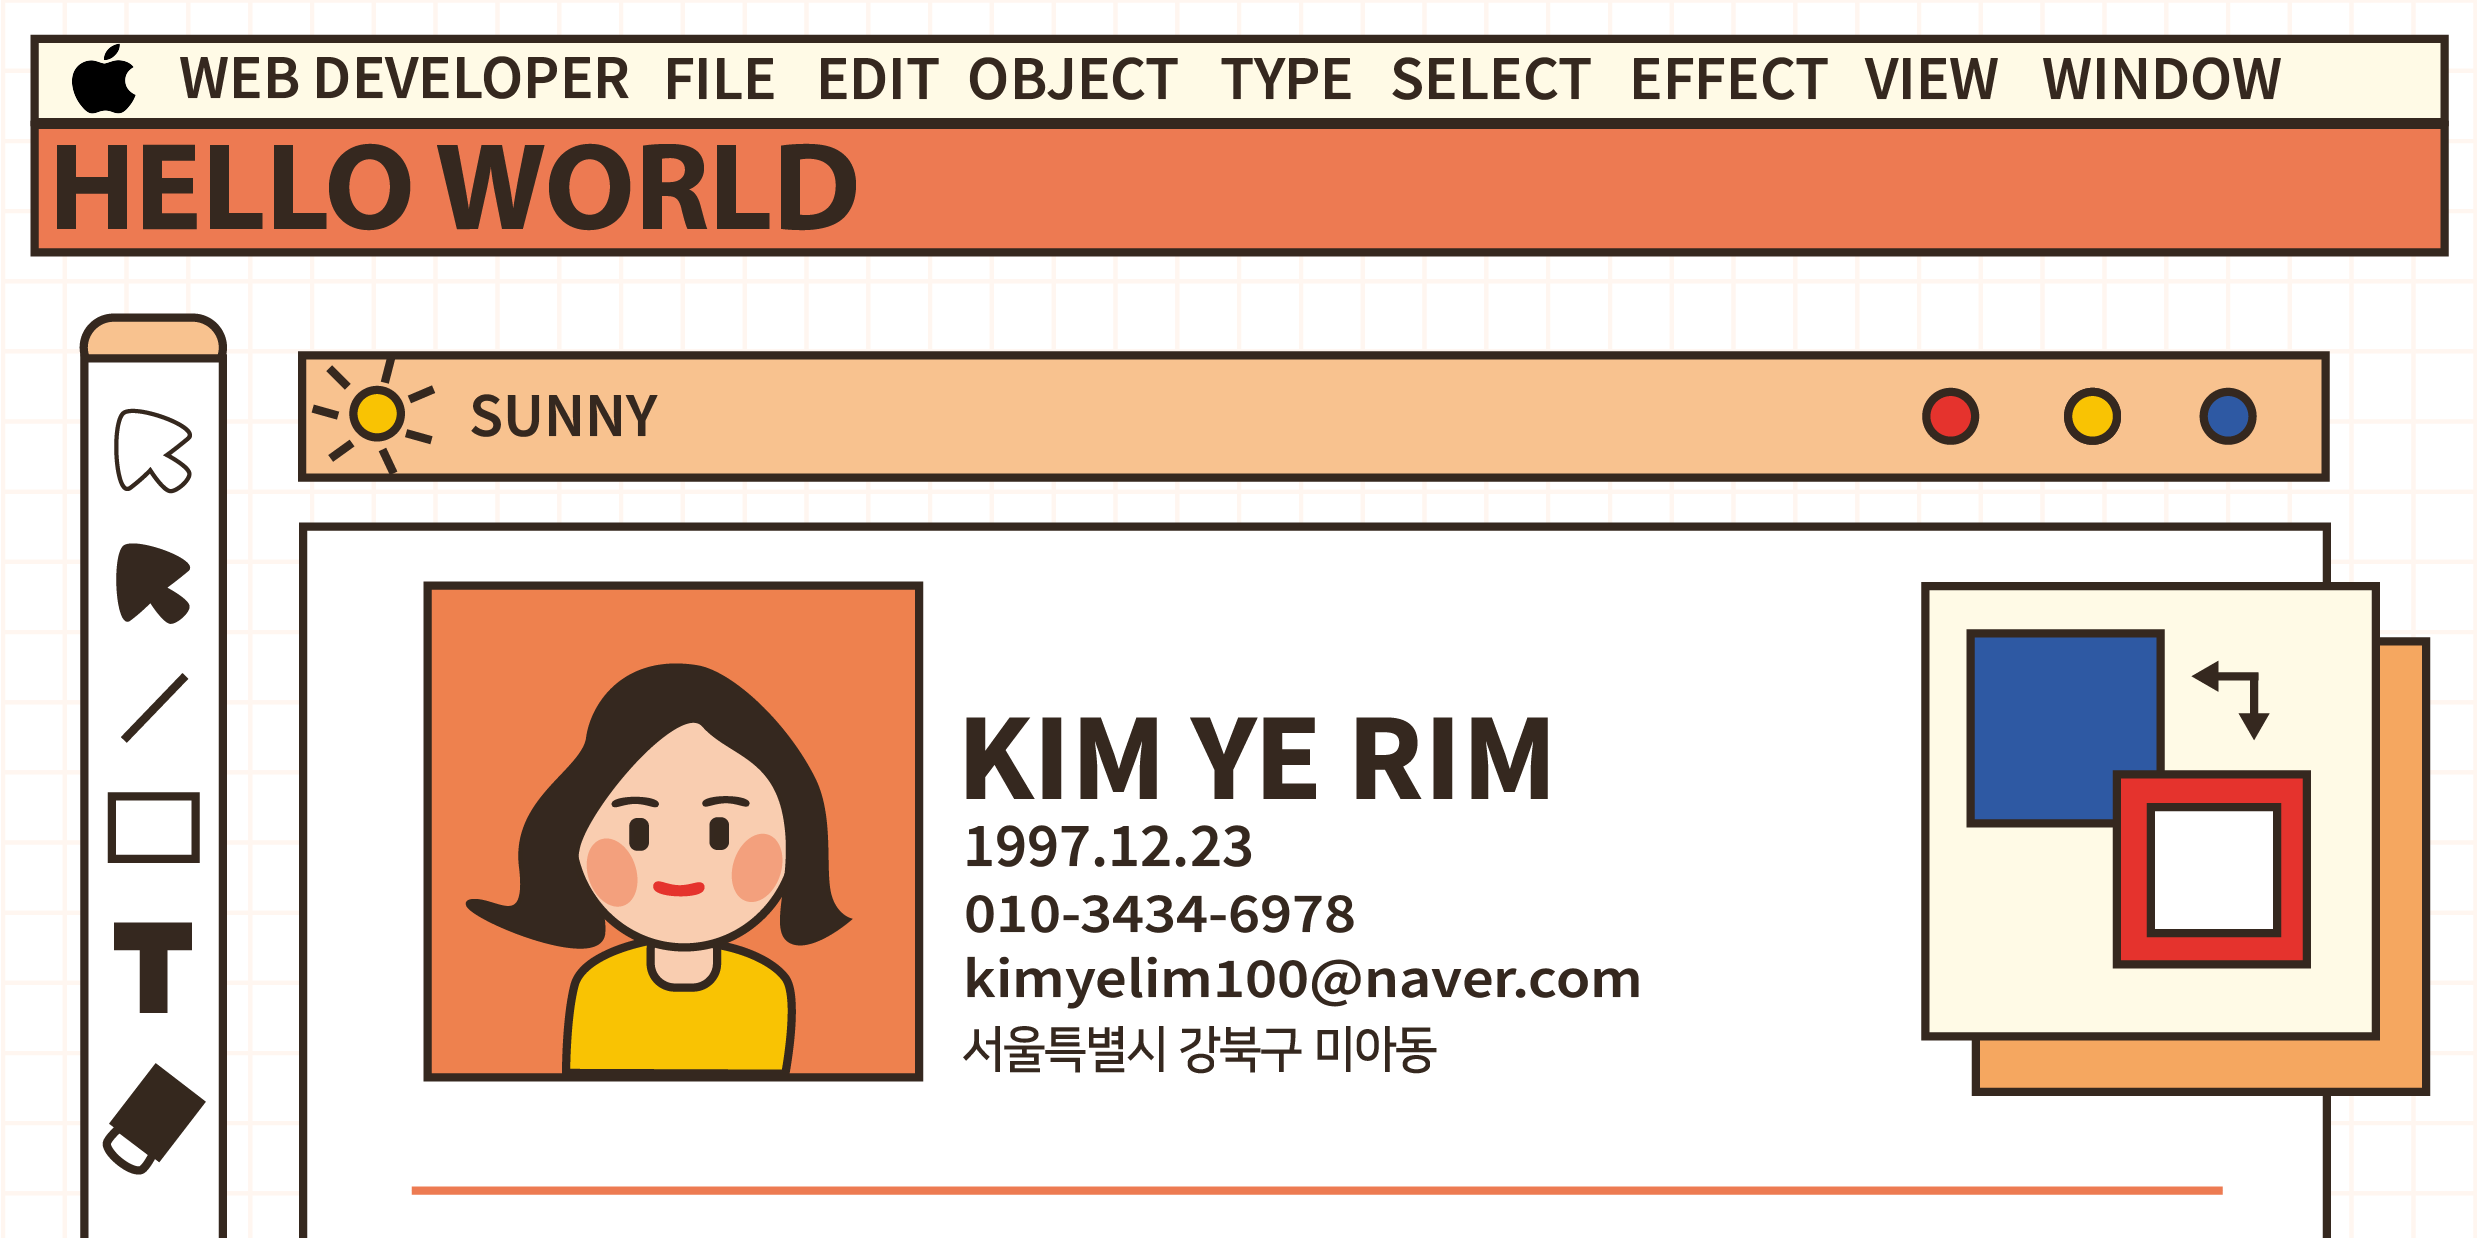 WEB DEVELOPER FILE EDIT OBJECT TYPE SELECT EFFECT VIEW WINDOW
HELLO WORLD
SUNNY
T
KIM YE RIM
1997.12.23
010-3434-6978
kimyelim100@naver.com
서울특별시 강북구 미아동